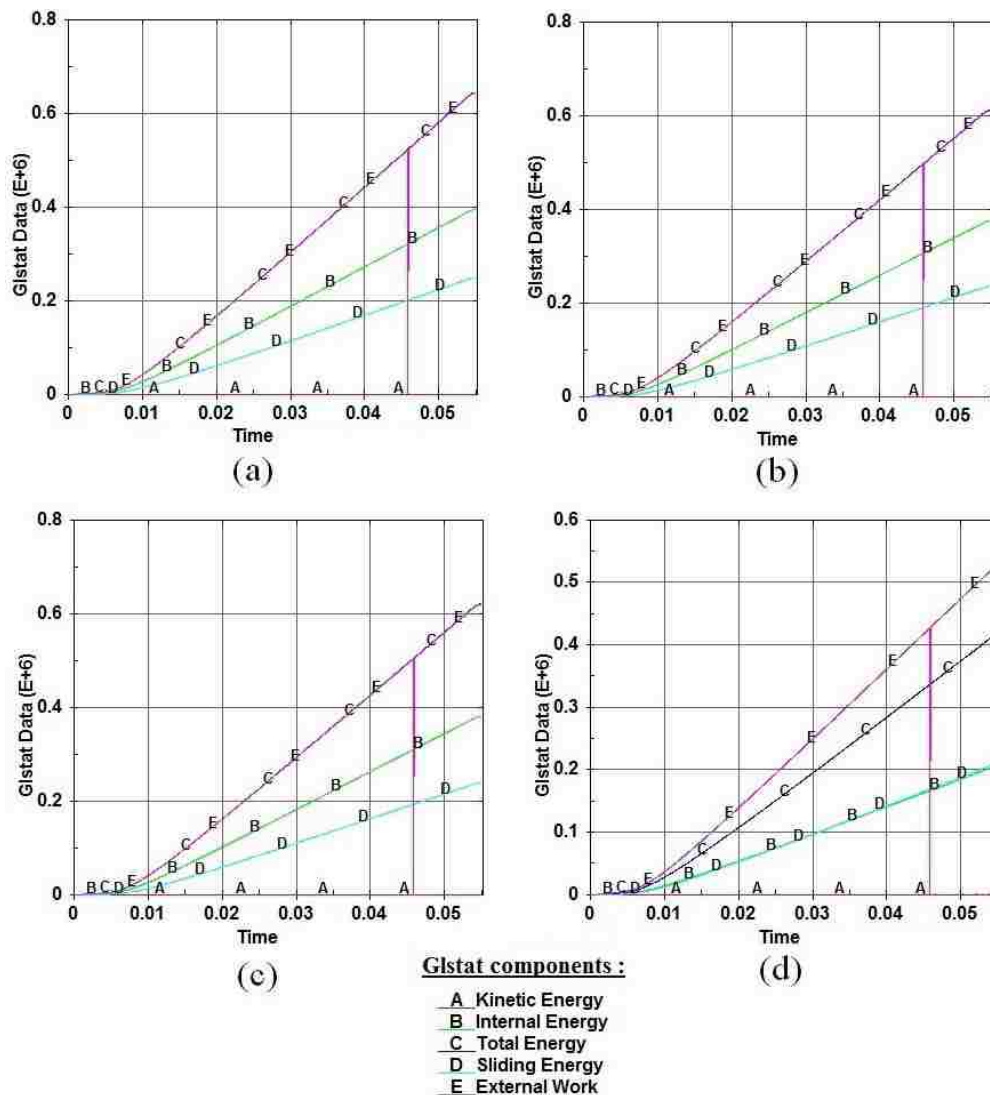 0.8 0.8
0.6 0.6
0.4 0.4
0.2 0.2
0 0
Glstat Data (E+6) Glstat Data (E+6)
B C D E A C E B D C E B D A C E B D A C E B D A C E B D A C E
B C D E A C E B D C E B D A C E B D A C E B D A C E B D A C E
0 0.01 0.02 0.03 0.04 0.05 0 0.01 0.02 0.03 0.04 0.05
Time Time
(a) (b)
0.8 0.6
0.6 0.5
0.4 0.4
0.2 0.3
0 0.2
0.1
0
Glstat Data (E+6) Glstat Data (E+6)
0 0.01 0.02 0.03 0.04 0.05 0 0.01 0.02 0.03 0.04 0.05
Time Time
(c) (d)
Glstat components :
A Kinetic Energy
B Internal Energy
C Total Energy
D Sliding Energy
E External Work